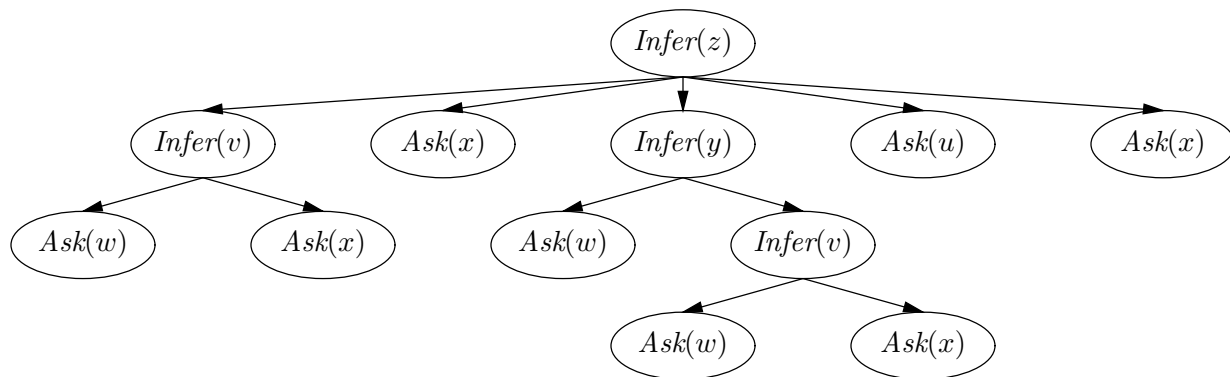 Infer(z)
Infer(v) Ask(x) Infer(y) Ask(u) Ask(x)
Ask(w) Ask(x) Ask(w) Infer(v)
Ask(w) Ask(x)